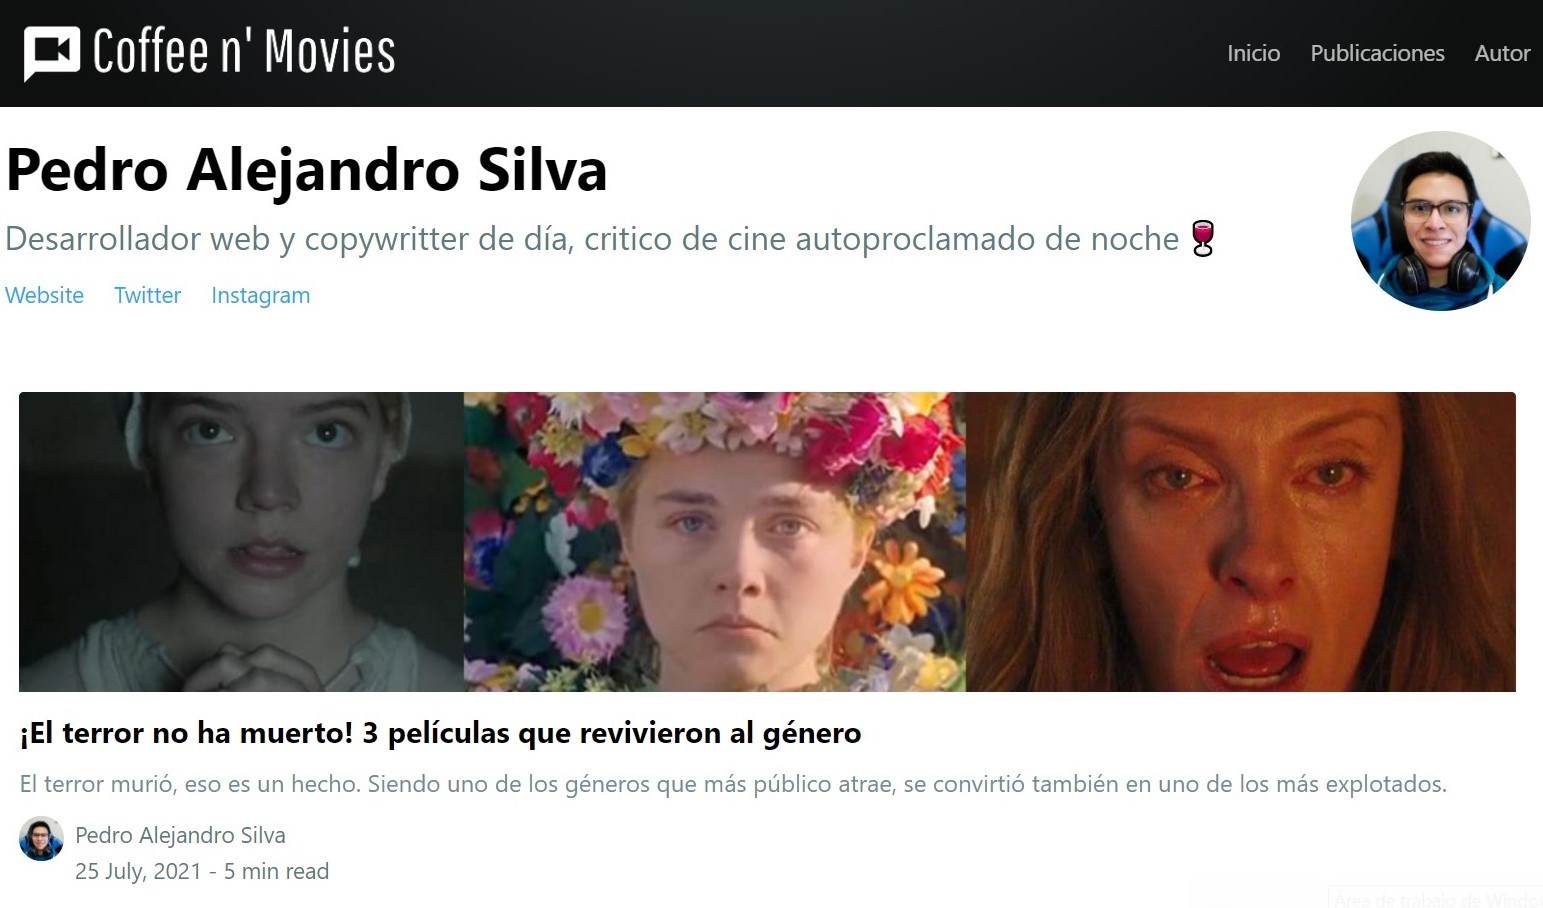 Coffee n' Movies
Inicio Publicaciones Autor
Pedro Alejandro Silva
Desarrollador web y copywritter de día, critico de cine autoproclamado de noche 🍷
Website Twitter Instagram
¡El terror no ha muerto! 3 películas que revivieron al género
El terror murió, eso es un hecho. Siendo uno de los géneros que más público atrae, se convirtió también en uno de los más explotados.
Pedro Alejandro Silva
25 July, 2021 - 5 min read
Área de trabajo de Window